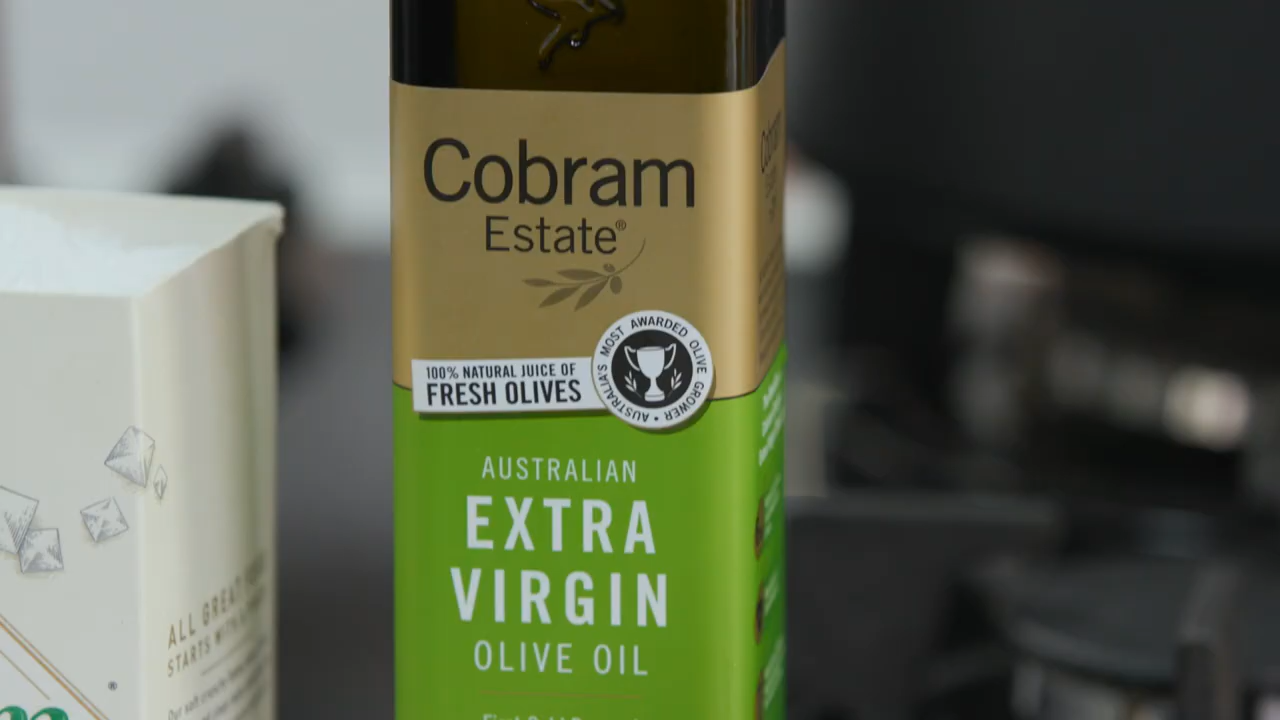 Cobram
Estate®
100% NATURAL JUICE OF
FRESH OLIVES
AUSTRALIA'S MOST AWARDED OLIVE GROWER •
AUSTRALIAN
EXTRA
VIRGIN
OLIVE OIL
ALL GREAT
STARTS WITH
®